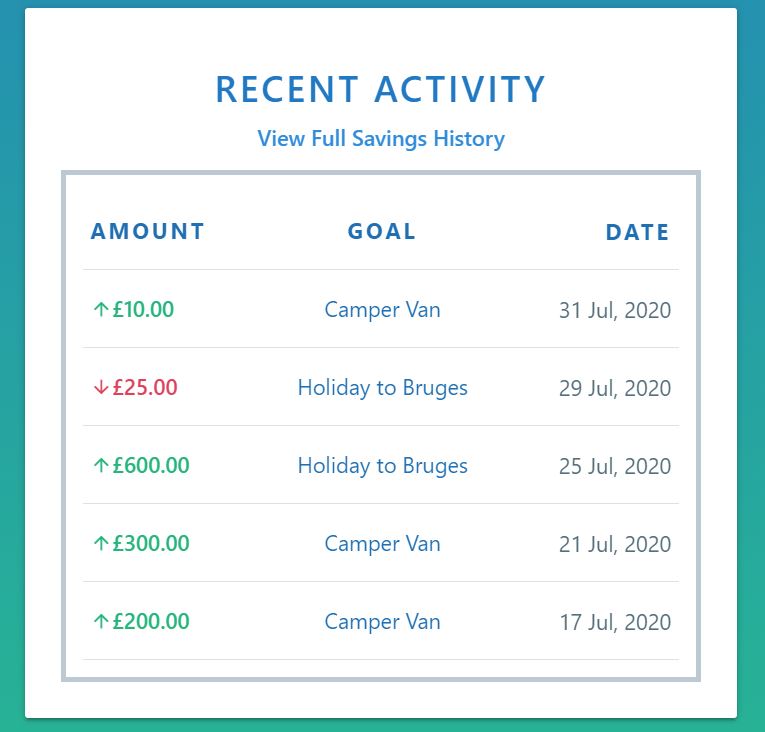 RECENT ACTIVITY
View Full Savings History
AMOUNT GOAL DATE
↑£10.00 Camper Van 31 Jul, 2020
↓£25.00 Holiday to Bruges 29 Jul, 2020
↑£600.00 Holiday to Bruges 25 Jul, 2020
↑£300.00 Camper Van 21 Jul, 2020
↑£200.00 Camper Van 17 Jul, 2020